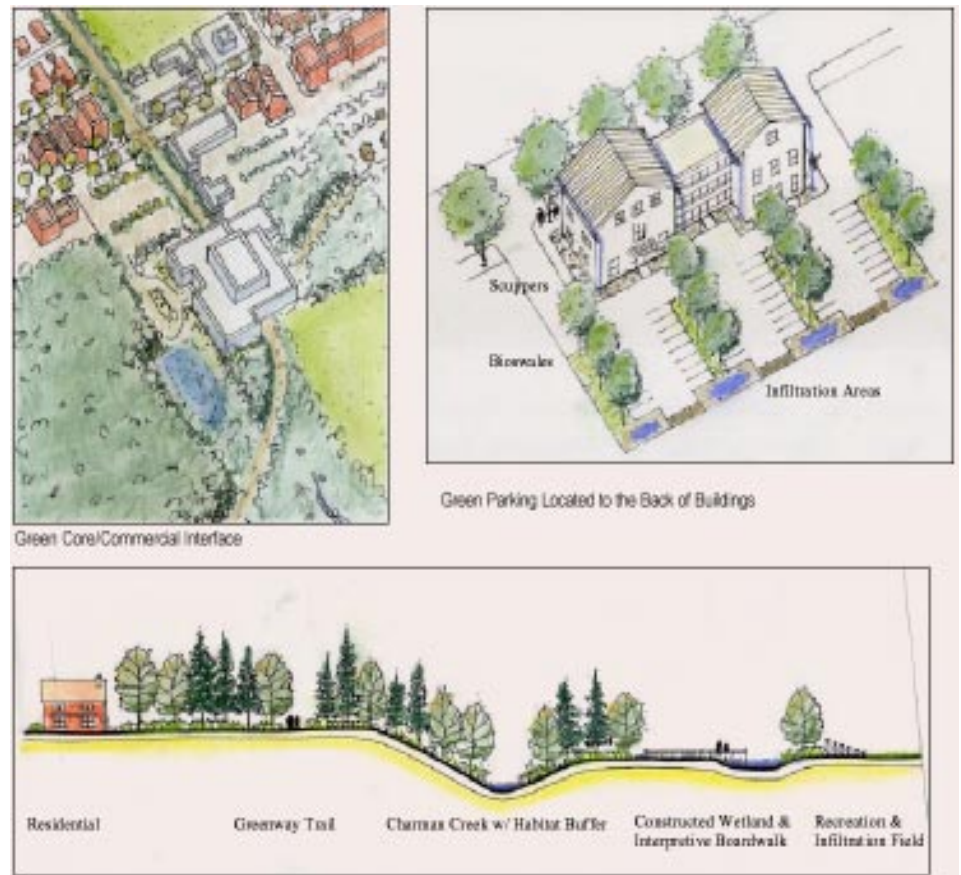 Scuppers
Bioswales
Infiltration Areas
Green Parking Located to the Back of Buildings
Green Core/Commercial Interface
Residential
Greenway Trail
Charman Creek w/ Habitat Buffer
Constructed Wetland &
Interpretive Boardwalk
Recreation &
Infiltration Field